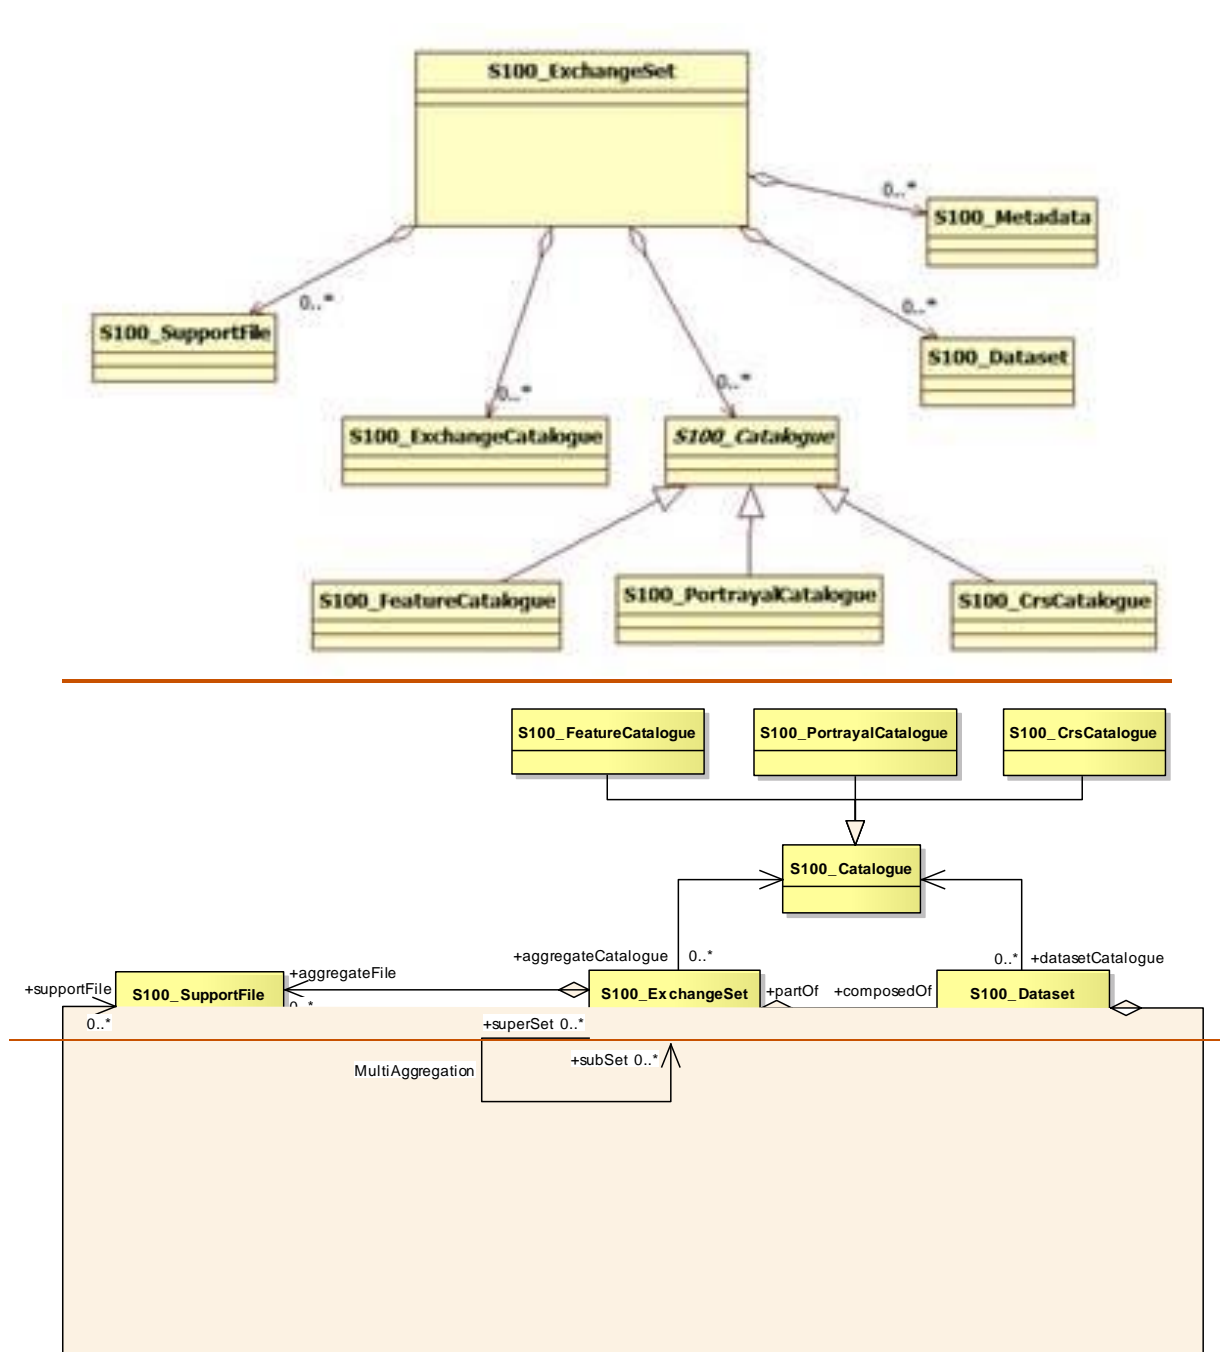 S100_ExchangeSet
0..*
S100_Metadata
0..*
S100_SupportFile
0..*
S100_Dataset
0..*
0..*
S100_ExchangeCatalogue
S100_Catalogue
S100_FeatureCatalogue
S100_PortrayalCatalogue
S100_CrsCatalogue
S100_FeatureCatalogue
S100_PortrayalCatalogue
S100_CrsCatalogue
S100_Catalogue
+aggregateCatalogue 0..*
0..* +datasetCatalogue
+supportFile
0..*
S100_SupportFile
+aggregateFile
0..*
S100_ExchangeSet
+partOf +composedOf
S100_Dataset
+superSet 0..*
+subSet 0..*
MultiAggregation